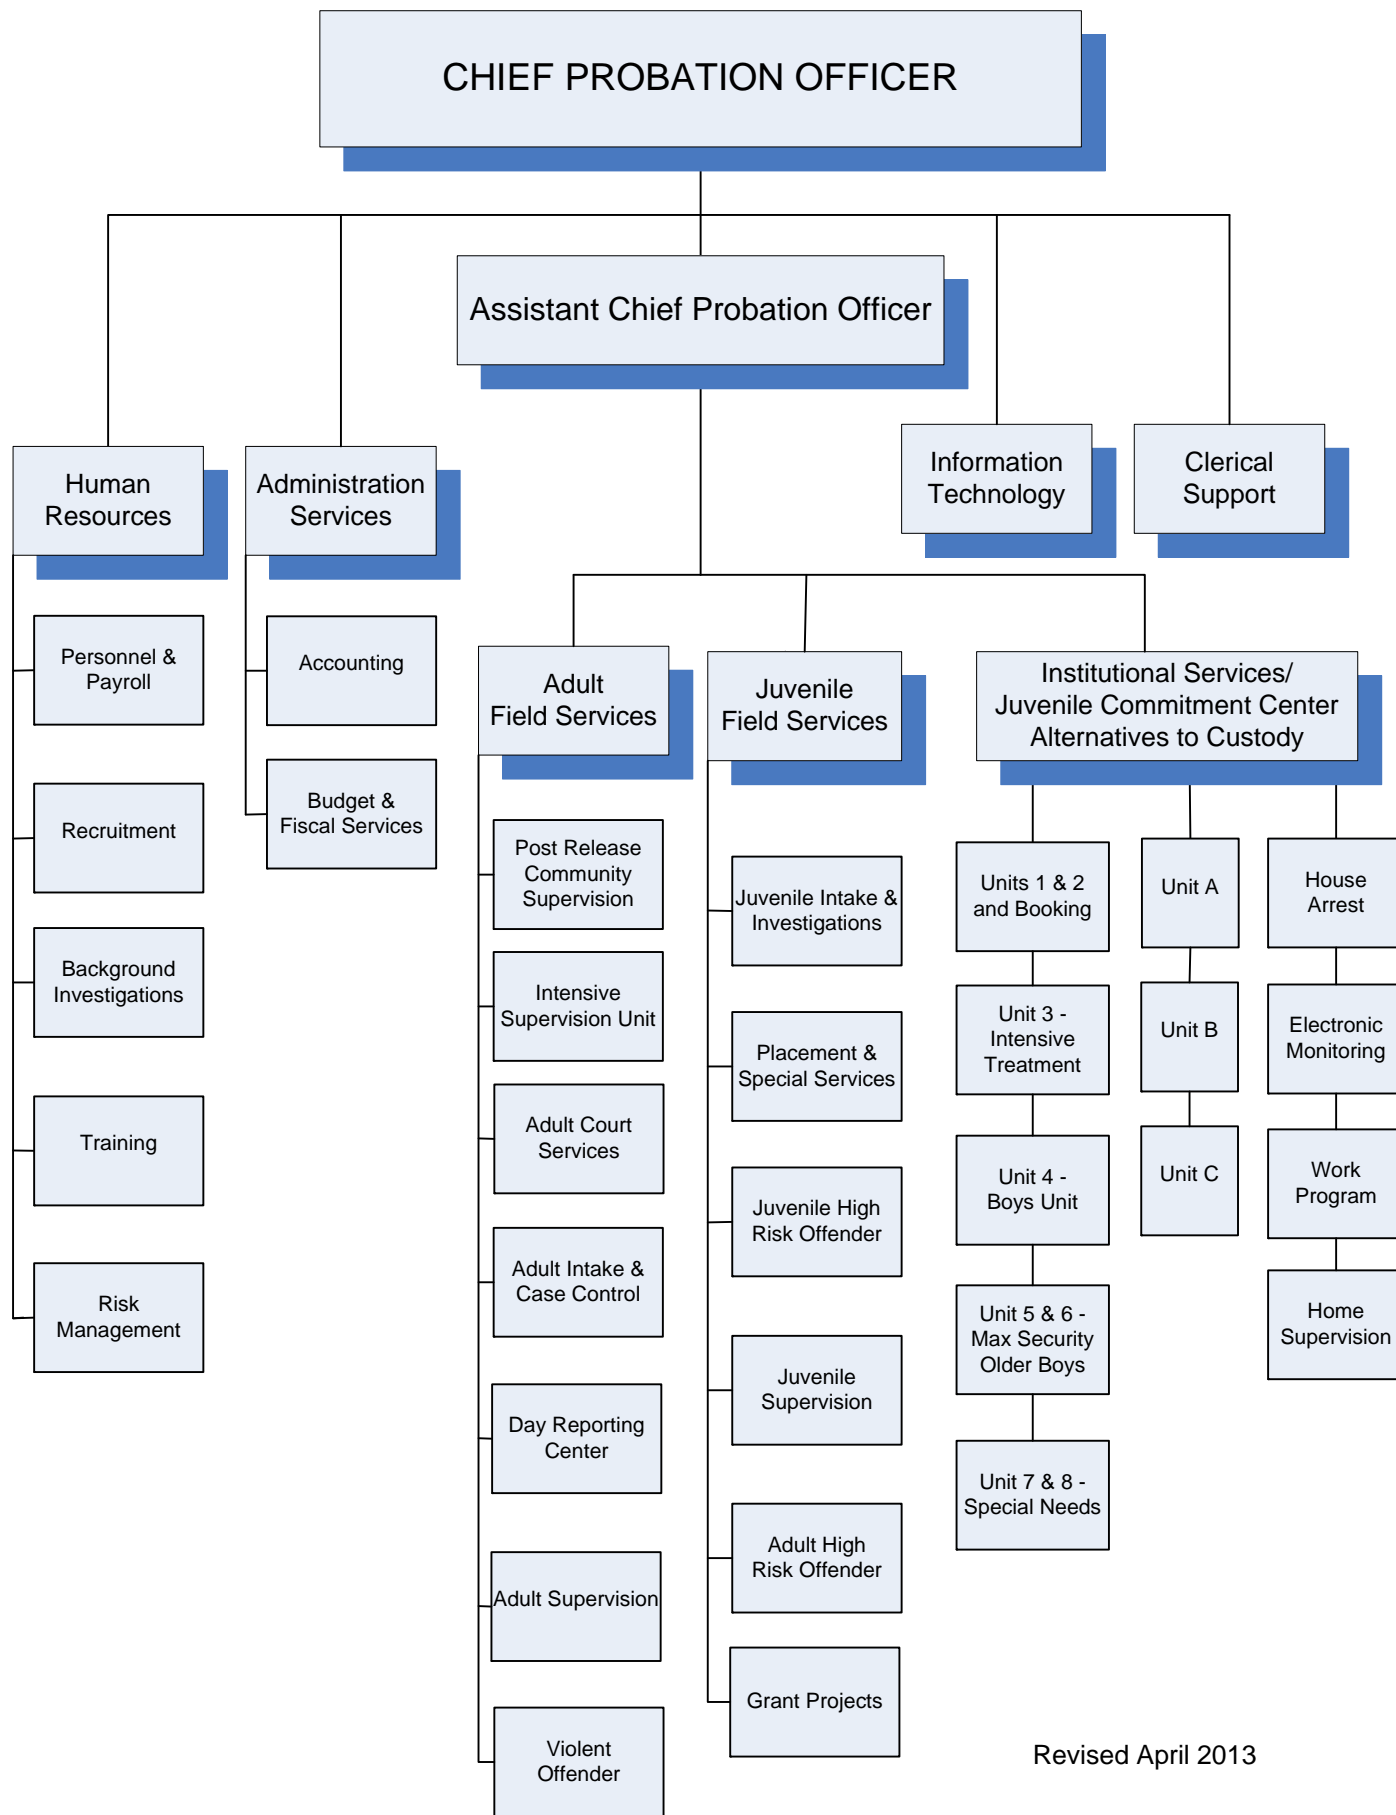 CHIEF PROBATION OFFICER
Assistant Chief Probation Officer
Human
Resources
Administration
Services
Information
Technology
Clerical
Support
Personnel &
Payroll
Recruitment
Background
Investigations
Training
Risk
Management
Accounting
Budget &
Fiscal Services
Adult
Field Services
Post Release
Community
Supervision
Intensive
Supervision Unit
Adult Court
Services
Adult Intake &
Case Control
Day Reporting
Center
Adult Supervision
Violent
Offender
Juvenile
Field Services
Juvenile Intake &
Investigations
Placement &
Special Services
Juvenile High
Risk Offender
Juvenile
Supervision
Adult High
Risk Offender
Grant Projects
Institutional Services/
Juvenile Commitment Center
Alternatives to Custody
Units 1 & 2
and Booking
Unit 3 -
Intensive
Treatment
Unit 4 -
Boys Unit
Unit 5 & 6 -
Max Security
Older Boys
Unit 7 & 8 -
Special Needs
Unit A
Unit B
Unit C
House
Arrest
Electronic
Monitoring
Work
Program
Home
Supervision
Revised April 2013